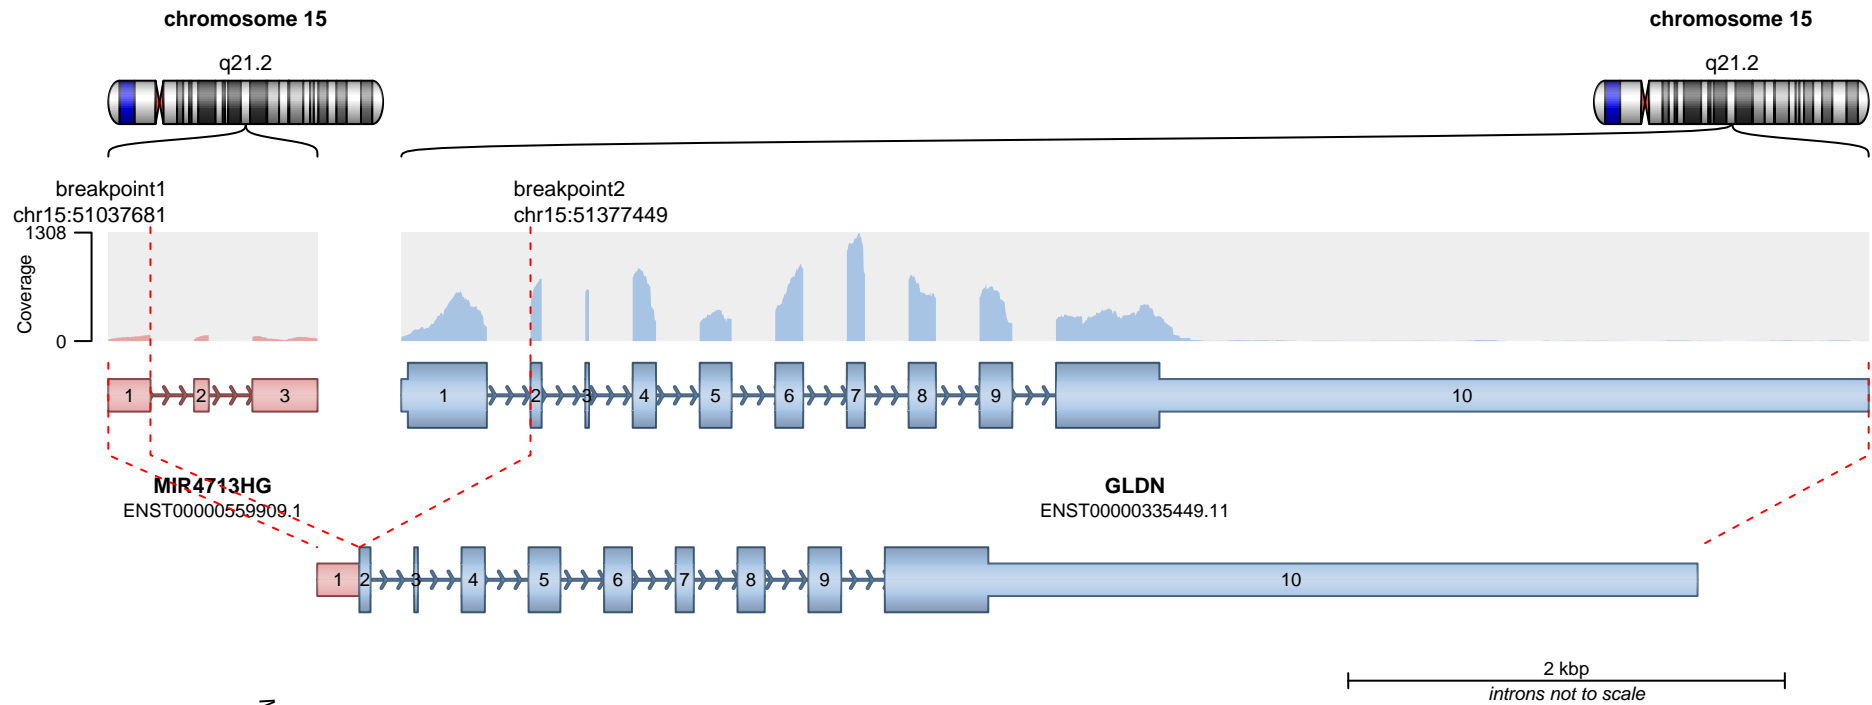 chromosome 15
chromosome 15
q21.2
q21.2
breakpoint1
chr15:51037681
breakpoint2
chr15:51377449
1308
Coverage
0
1 2 3
1 2 3 4 5 6 7 8 9 10
MIR4713HG
ENST00000559909.1
GLDN
ENST00000335449.11
1 2 3 4 5 6 7 8 9 10
2 kbp
introns not to scale